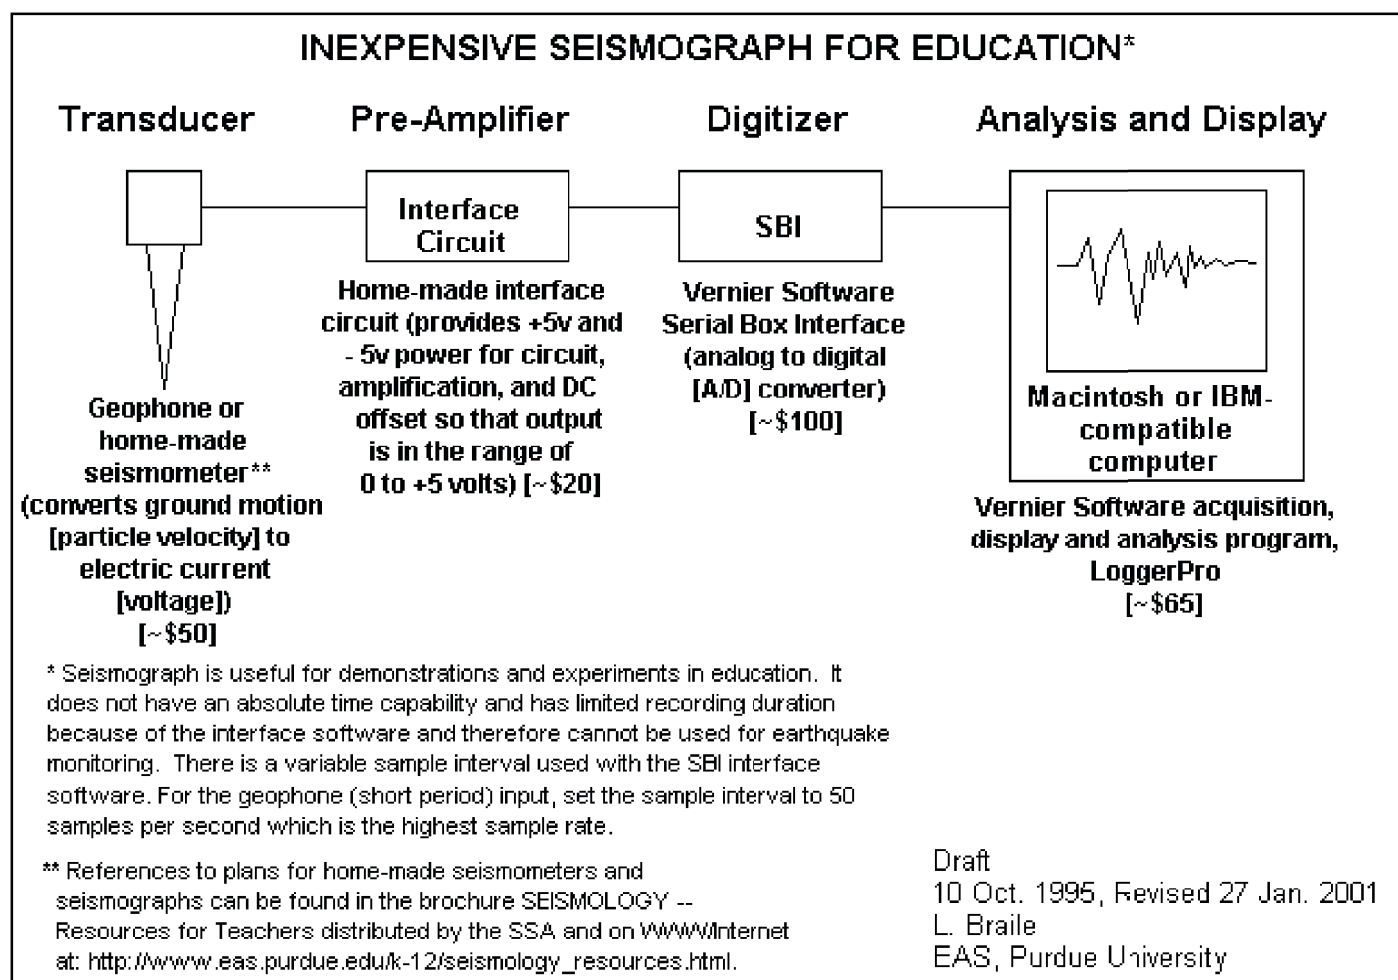 INEXPENSIVE SEISMOGRAPH FOR EDUCATION*
Transducer
Pre-Amplifier
Digitizer
Analysis and Display
Interface
Circuit
SBI
Home-made interface
circuit (provides +5v and
- 5v power for circuit,
amplification, and DC
offset so that output
is in the range of
0 to +5 volts) [~$20]
Vernier Software
Serial Box Interface
(analog to digital
[A/D] converter)
[~$100]
Macintosh or IBM-
compatible
computer
Geophone or
home-made
seismometer**
(converts ground motion
[particle velocity] to
electric current
[voltage])
[~$50]
Vernier Software acquisition,
display and analysis program,
LoggerPro
[~$65]
* Seismograph is useful for demonstrations and experiments in education. It
does not have an absolute time capability and has limited recording duration
because of the interface software and therefore cannot be used for earthquake
monitoring. There is a variable sample interval used with the SBI interface
software. For the geophone (short period) input, set the sample interval to 50
samples per second which is the highest sample rate.
** References to plans for home-made seismometers and
seismographs can be found in the brochure SEISMOLOGY --
Resources for Teachers distributed by the SSA and on WWW/Internet
at: http://www.eas.purdue.edu/k-12/seismology_resources.html.
Draft
10 Oct. 1995, Revised 27 Jan. 2001
L. Braile
EAS, Purdue University